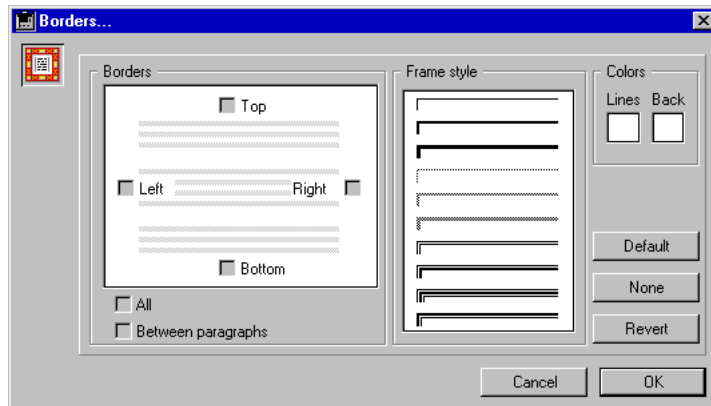 Borders...
Borders
Top
Left Right
Bottom
All
Between paragraphs
Frame style
Colors
Lines Back
Default
None
Revert
Cancel OK